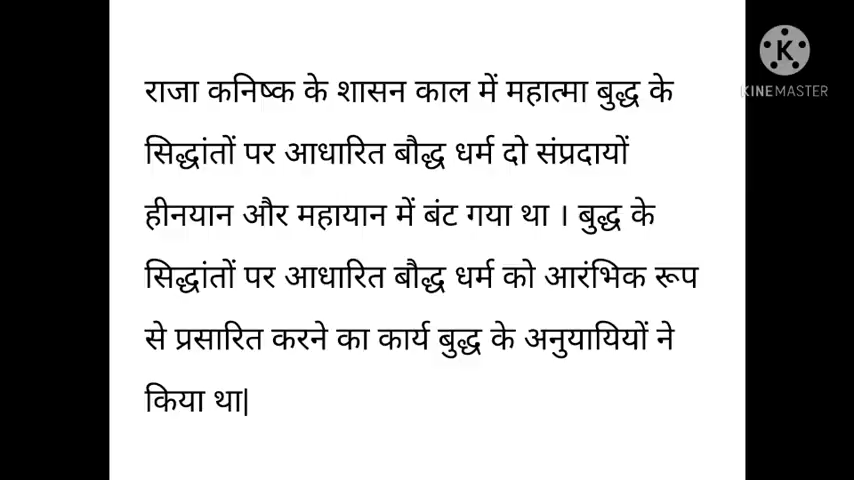 राजा कनिष्क के शासन काल में महात्मा बुद्ध के
सिद्धांतों पर आधारित बौद्ध धर्म दो संप्रदायों
हीनयान और महायान में बंट गया था । बुद्ध के
सिद्धांतों पर आधारित बौद्ध धर्म को आरंभिक रूप
से प्रसारित करने का कार्य बुद्ध के अनुयायियों ने
किया था|
K
KINEMASTER